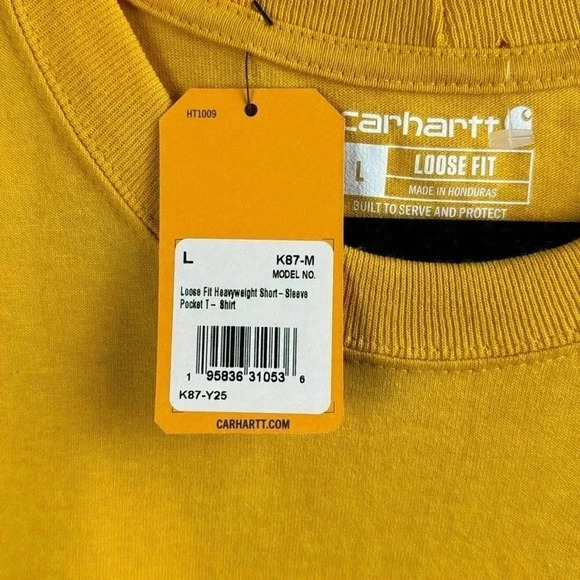 HT1009
L
K87-M
MODEL NO.
Loose Fit Heavyweight Short-Sleeve
Pocket T- Shirt
1 95836 31053 6
K87-Y25
CARHARTT.COM
carhartt
L LOOSE FIT
MADE IN HONDURAS
BUILT TO SERVE AND PROTECT